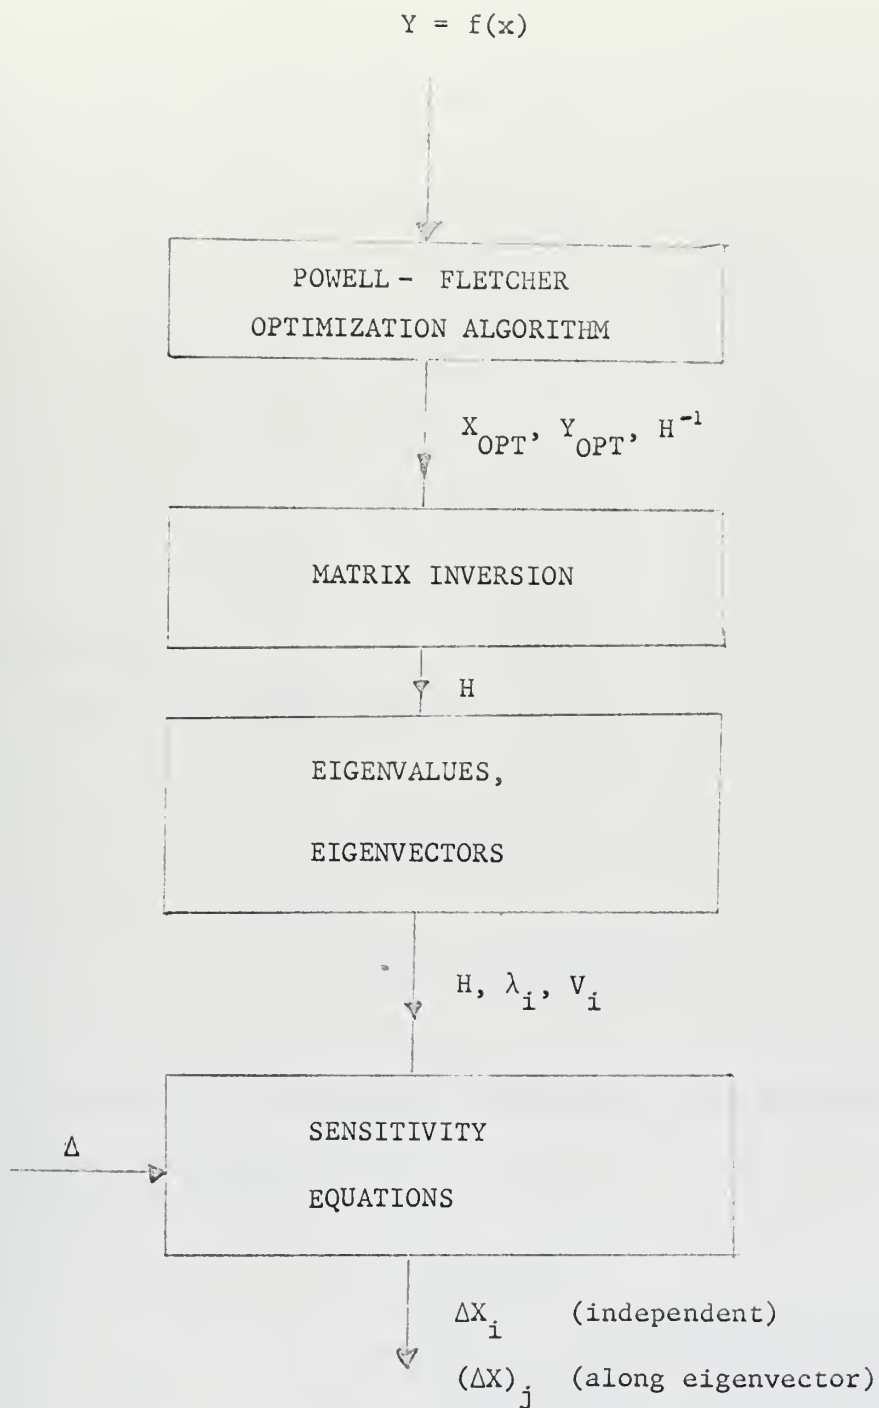 Y = f(x)
POWELL - FLETCHER
OPTIMIZATION ALGORITHM
X_OPT, Y_OPT, H⁻¹
MATRIX INVERSION
H
EIGENVALUES,
EIGENVECTORS
H, λ_i, V_i
Δ
SENSITIVITY
EQUATIONS
ΔX_i (independent)
(ΔX)_j (along eigenvector)